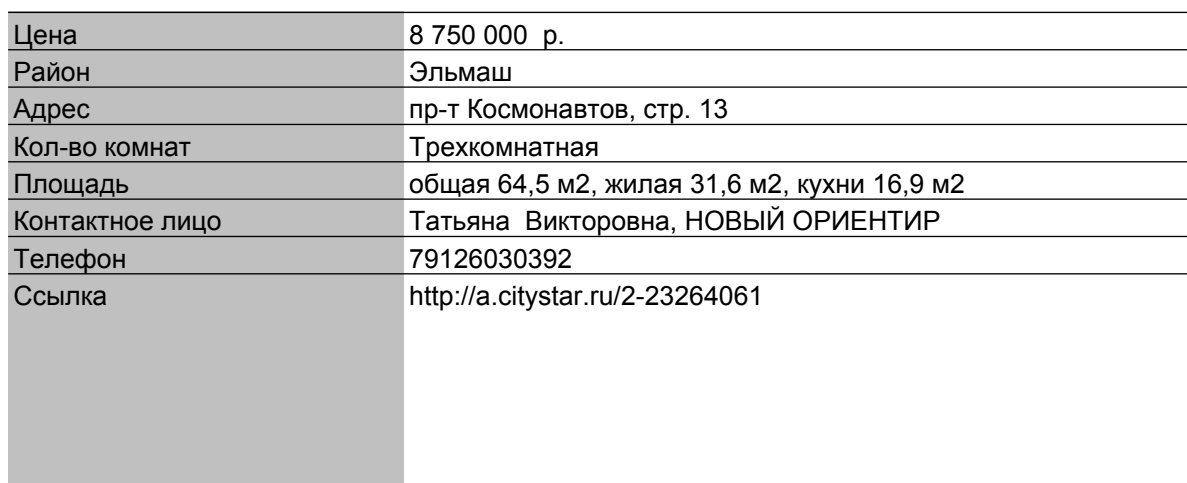 Цена 8 750 000 р.
Район Эльмаш
Адрес пр-т Космонавтов, стр. 13
Кол-во комнат Трехкомнатная
Площадь общая 64,5 м2, жилая 31,6 м2, кухни 16,9 м2
Контактное лицо Татьяна Викторовна, НОВЫЙ ОРИЕНТИР
Телефон 79126030392
Ссылка http://a.citystar.ru/2-23264061